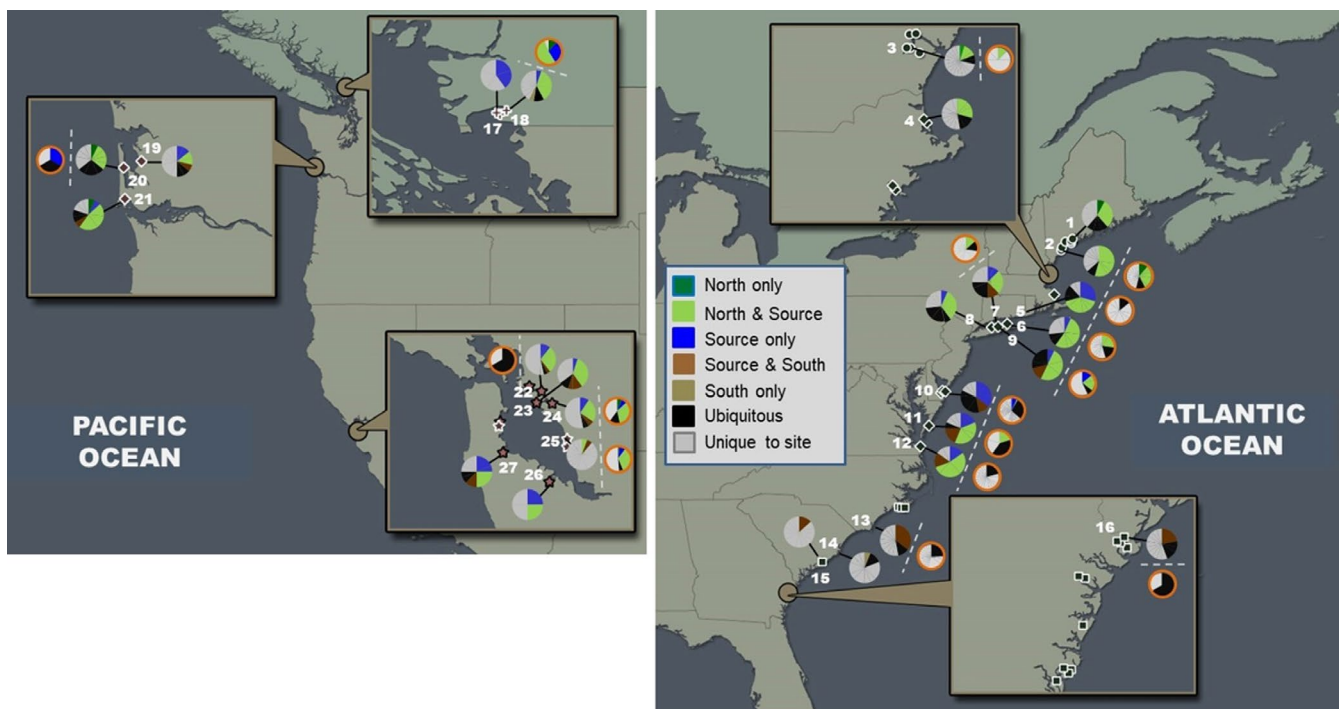 17
18
19
20
21
22
23
24
25
26
27
PACIFIC
OCEAN
3
4
1
2
5
6
7
8
9
10
11
12
13
14
15
16
North only
North & Source
Source only
Source & South
South only
Ubiquitous
Unique to site
ATLANTIC
OCEAN